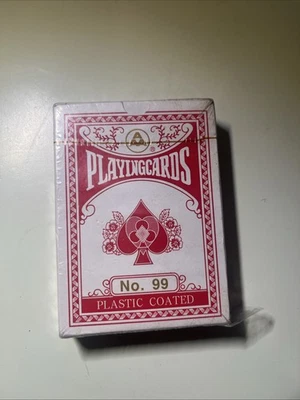 ®
PLAYINGCARDS
No. 99
PLASTIC COATED